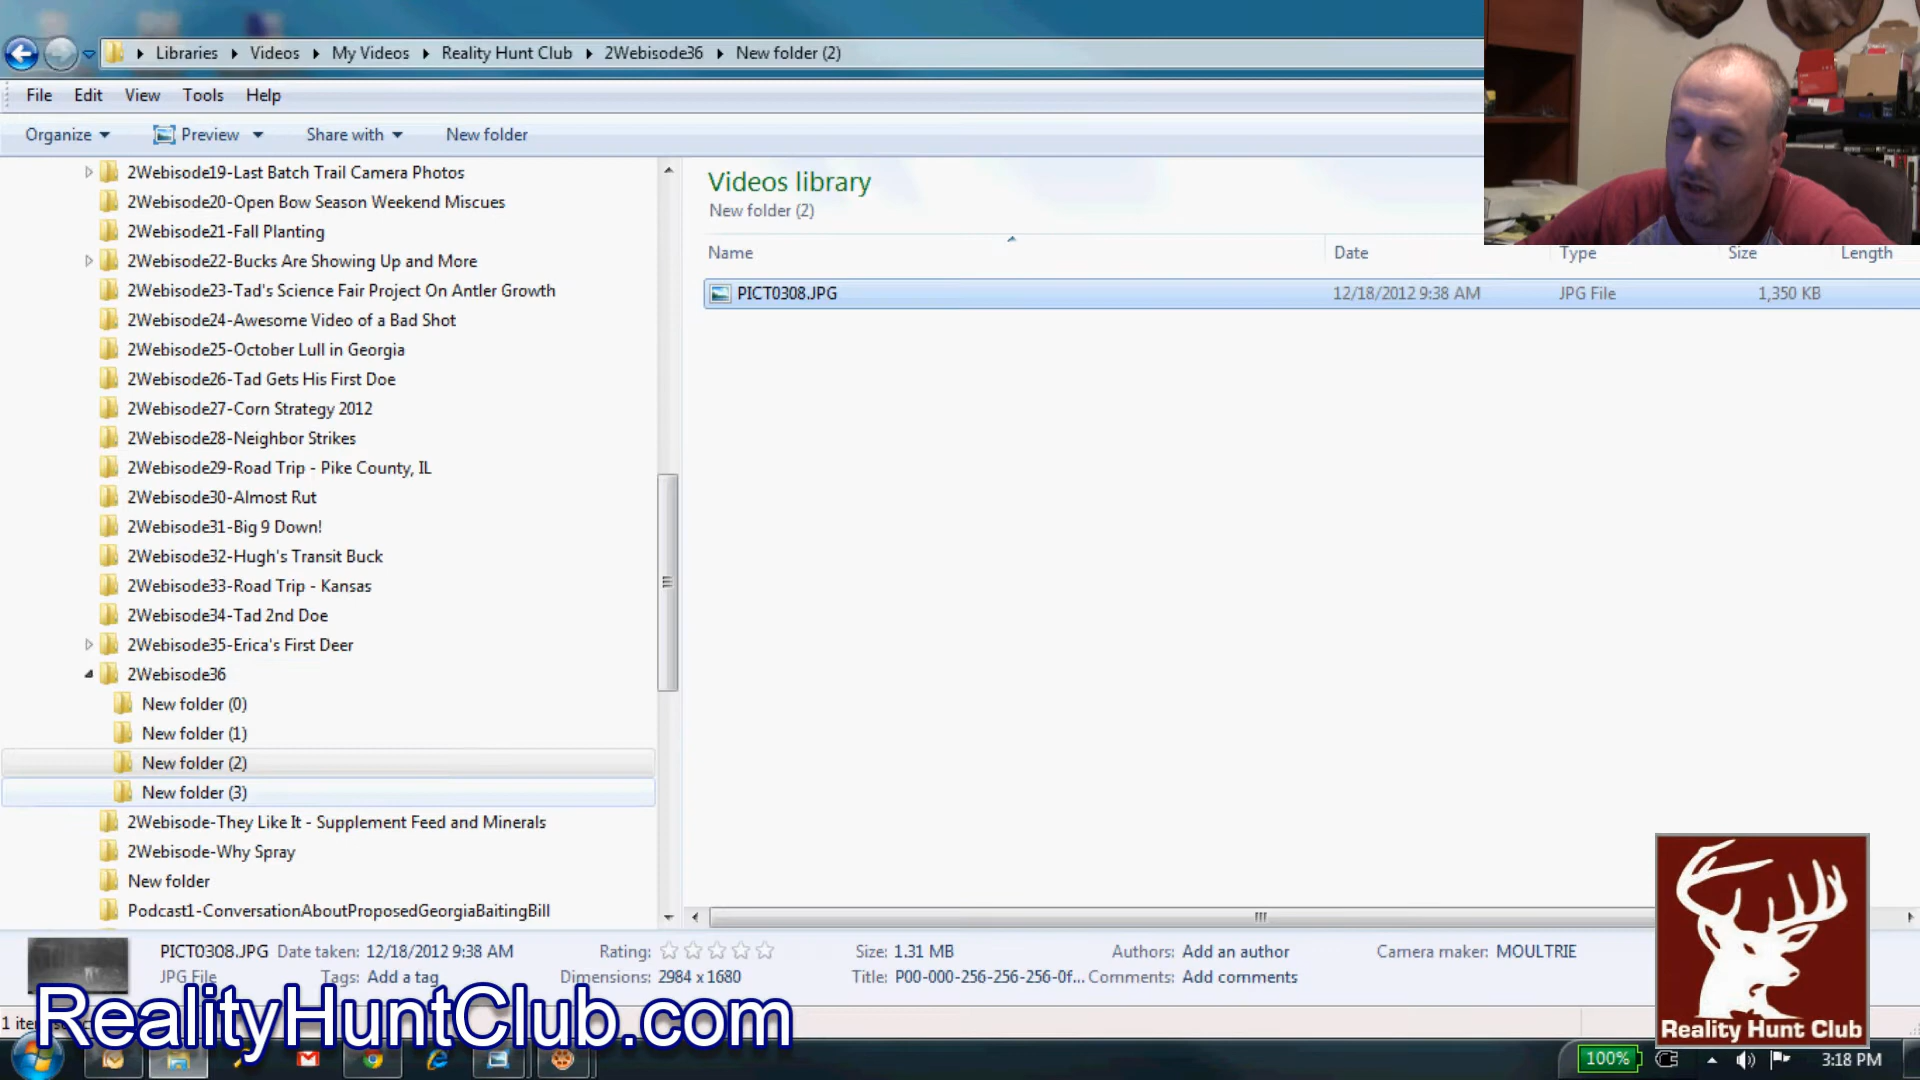 Libraries Videos My Videos Reality Hunt Club 2Webisode36 New folder (2)
File Edit View Tools Help
Organize Preview Share with New folder
2Webisode19-Last Batch Trail Camera Photos
2Webisode20-Open Bow Season Weekend Miscues
2Webisode21-Fall Planting
2Webisode22-Bucks Are Showing Up and More
2Webisode23-Tad's Science Fair Project On Antler Growth
2Webisode24-Awesome Video of a Bad Shot
2Webisode25-October Lull in Georgia
2Webisode26-Tad Gets His First Doe
2Webisode27-Corn Strategy 2012
2Webisode28-Neighbor Strikes
2Webisode29-Road Trip - Pike County, IL
2Webisode30-Almost Rut
2Webisode31-Big 9 Down!
2Webisode32-Hugh's Transit Buck
2Webisode33-Road Trip - Kansas
2Webisode34-Tad 2nd Doe
2Webisode35-Erica's First Deer
2Webisode36
New folder (0)
New folder (1)
New folder (2)
New folder (3)
2Webisode-They Like It - Supplement Feed and Minerals
2Webisode-Why Spray
New folder
Podcast1-ConversationAboutProposedGeorgiaBaitingBill
Videos library
New folder (2)
Name Date Type Size Length
PICT0308.JPG 12/18/2012 9:38 AM JPG File 1,350 KB
PICT0308.JPG Date taken: 12/18/2012 9:38 AM Rating: Size: 1.31 MB Authors: Add an author Camera maker: MOULTRIE
JPG File Tags: Add a tag Dimensions: 2984 x 1680 Title: P00-000-256-256-256-0f... Comments: Add comments
RealityHuntClub.com
Reality Hunt Club
100% 3:18 PM